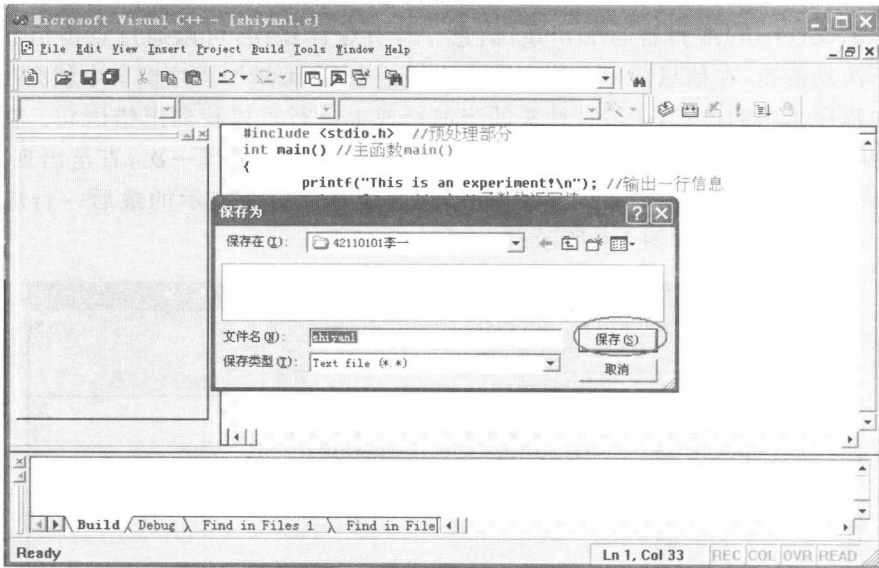 Microsoft Visual C++ - [shiyan1.c]
File Edit View Insert Project Build Tools Window Help
#include <stdio.h> //预处理部分
int main() //主函数main()
{
printf("This is an experiment!\n"); //输出一行信息
保存为
保存在(I): 42110101李一
文件名(N): shiyan1
保存(S)
保存类型(T): Text file (*.*)
取消
Build Debug Find in Files 1 Find in File
Ready
Ln 1, Col 33 REC COL OVR READ